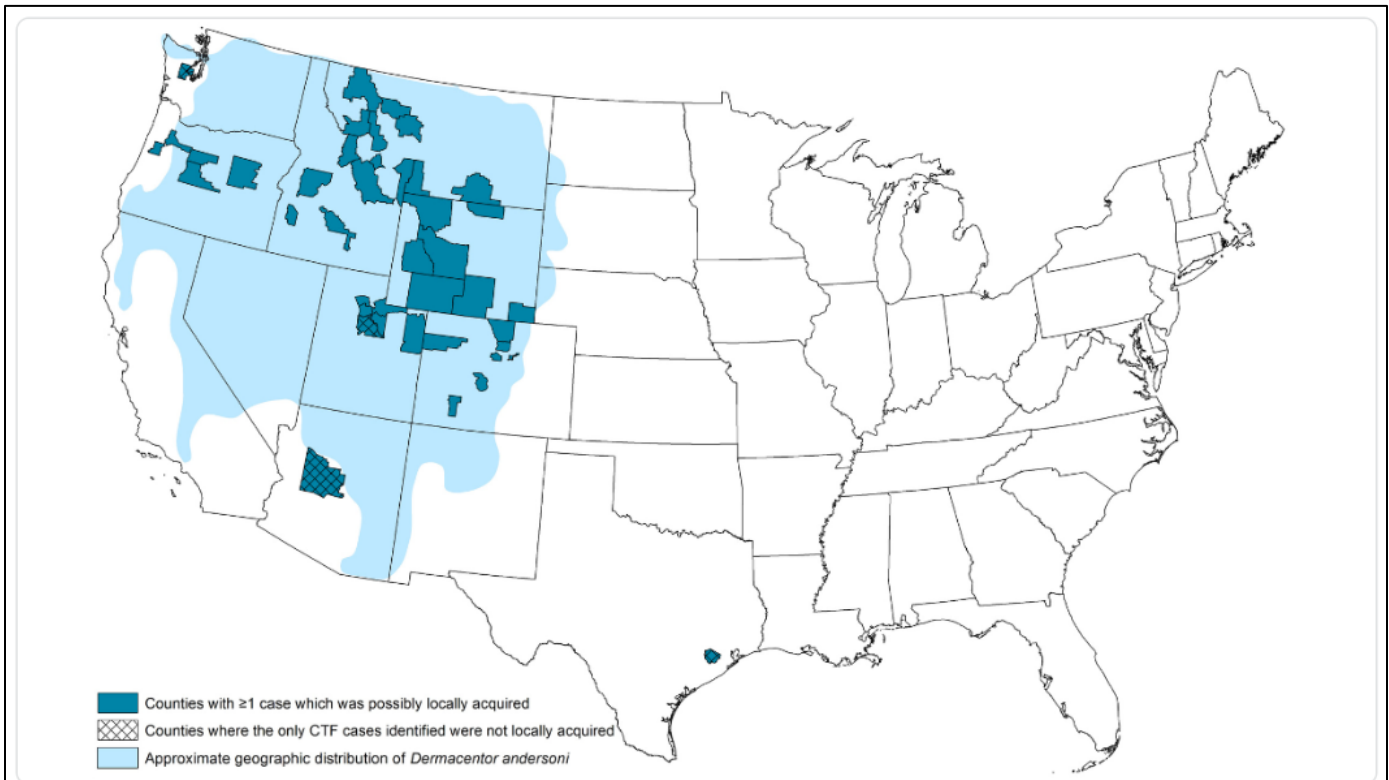 Counties with ≥1 case which was possibly locally acquired
Counties where the only CTF cases identified were not locally acquired
Approximate geographic distribution of Dermacentor andersoni